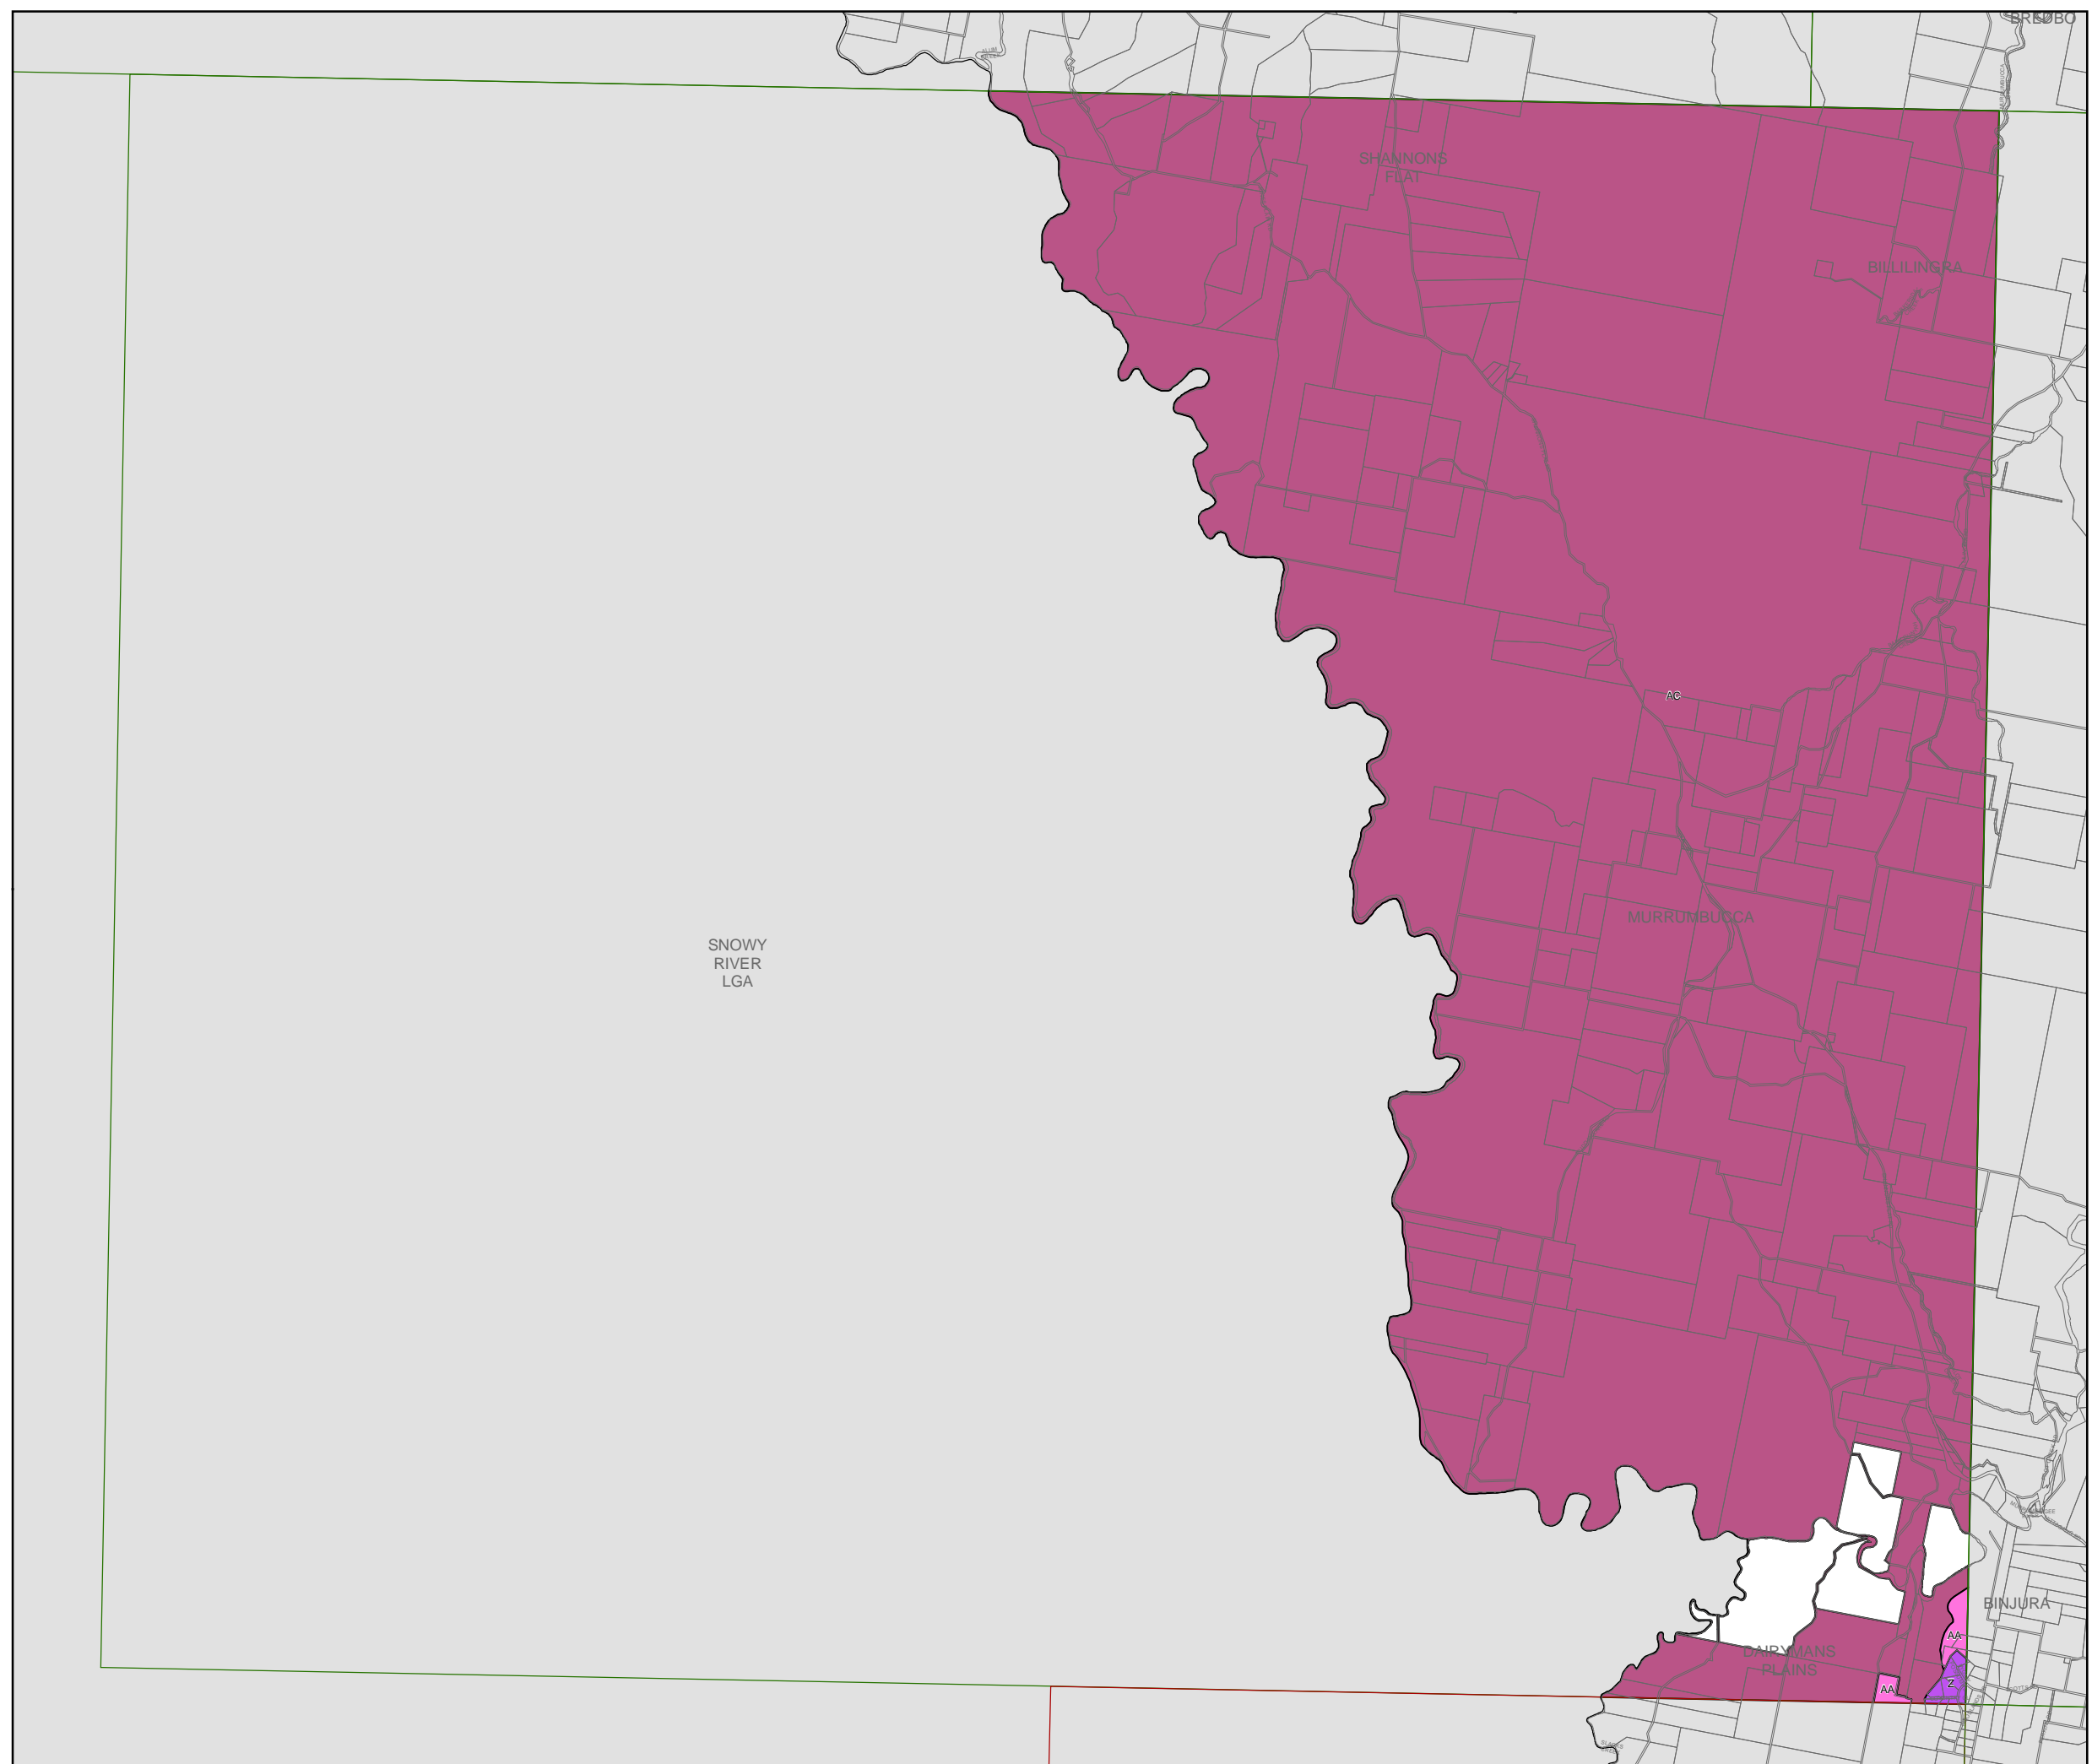 BREDBO
SHANNONS
FLAT
BILLILINGRA
AC
MURRUMBUCCA
SNOWY
RIVER
LGA
BINJURA
AA
DAIRYMANS
PLAINS
Z
AA